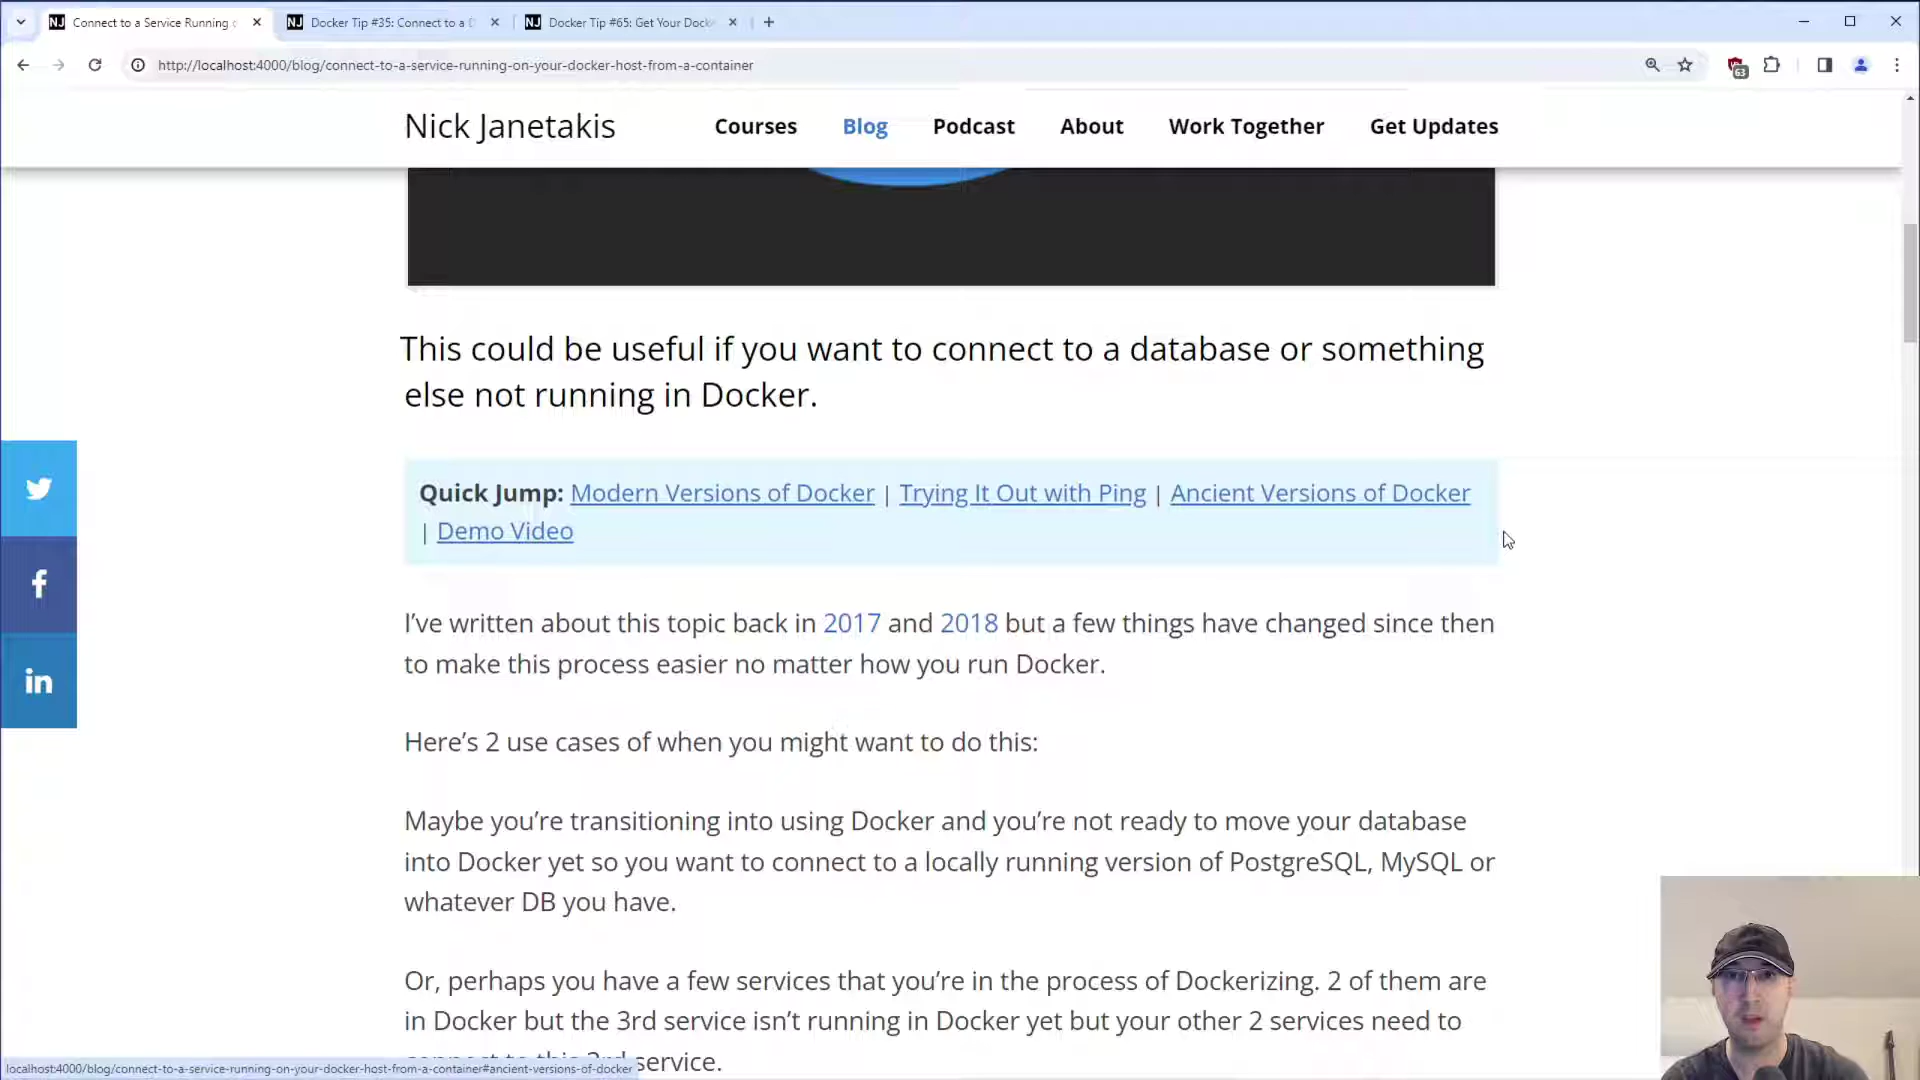 NJ Connect to a Service Running
NJ Docker Tip #35: Connect to a D
NJ Docker Tip #65: Get Your Dock
http://localhost:4000/blog/connect-to-a-service-running-on-your-docker-host-from-a-container
63
Nick Janetakis
Courses
Blog
Podcast
About
Work Together
Get Updates
This could be useful if you want to connect to a database or something
else not running in Docker.
Quick Jump: Modern Versions of Docker | Trying It Out with Ping | Ancient Versions of Docker
| Demo Video
I’ve written about this topic back in 2017 and 2018 but a few things have changed since then
to make this process easier no matter how you run Docker.
Here’s 2 use cases of when you might want to do this:
Maybe you’re transitioning into using Docker and you’re not ready to move your database
into Docker yet so you want to connect to a locally running version of PostgreSQL, MySQL or
whatever DB you have.
Or, perhaps you have a few services that you’re in the process of Dockerizing. 2 of them are
in Docker but the 3rd service isn’t running in Docker yet but your other 2 services need to
connect to this 3rd service.
localhost:4000/blog/connect-to-a-service-running-on-your-docker-host-from-a-container#ancient-versions-of-docker